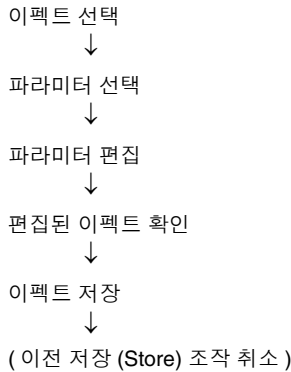 이펙트 선택
↓
파라미터 선택
↓
파라미터 편집
↓
편집된 이펙트 확인
↓
이펙트 저장
↓
( 이전 저장 (Store) 조작 취소 )